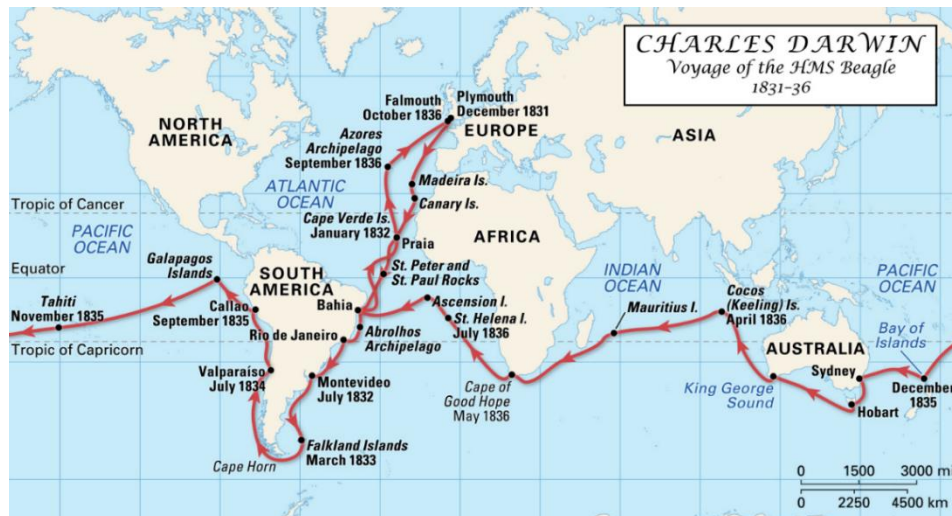 CHARLES DARWIN
Voyage of the HMS Beagle
1831-36
Falmouth
October 1836
Plymouth
December 1831
NORTH
AMERICA
EUROPE
ASIA
Azores
Archipelago
September 1836
ATLANTIC
OCEAN
Madeira Is.
Canary Is.
Tropic of Cancer
Cape Verde Is.
January 1832
Praia
AFRICA
PACIFIC
OCEAN
Galapagos
Islands
Equator
SOUTH
AMERICA
St. Peter and
St. Paul Rocks
INDIAN
OCEAN
PACIFIC
OCEAN
Tahiti
November 1835
Callao
September 1835
Bahia
Ascension I.
St. Helena I.
July 1836
Mauritius I.
Cocos
(Keeling) Is.
April 1836
Rio de Janeiro
Abrolhos
Archipelago
Tropic of Capricorn
AUSTRALIA
Bay of
Islands
Valparaíso
July 1834
Montevideo
July 1832
Cape of
Good Hope
May 1836
King George
Sound
Sydney
December
1835
Hobart
Falkland Islands
March 1833
Cape Horn
0 1500 3000 mi
0 2250 4500 km